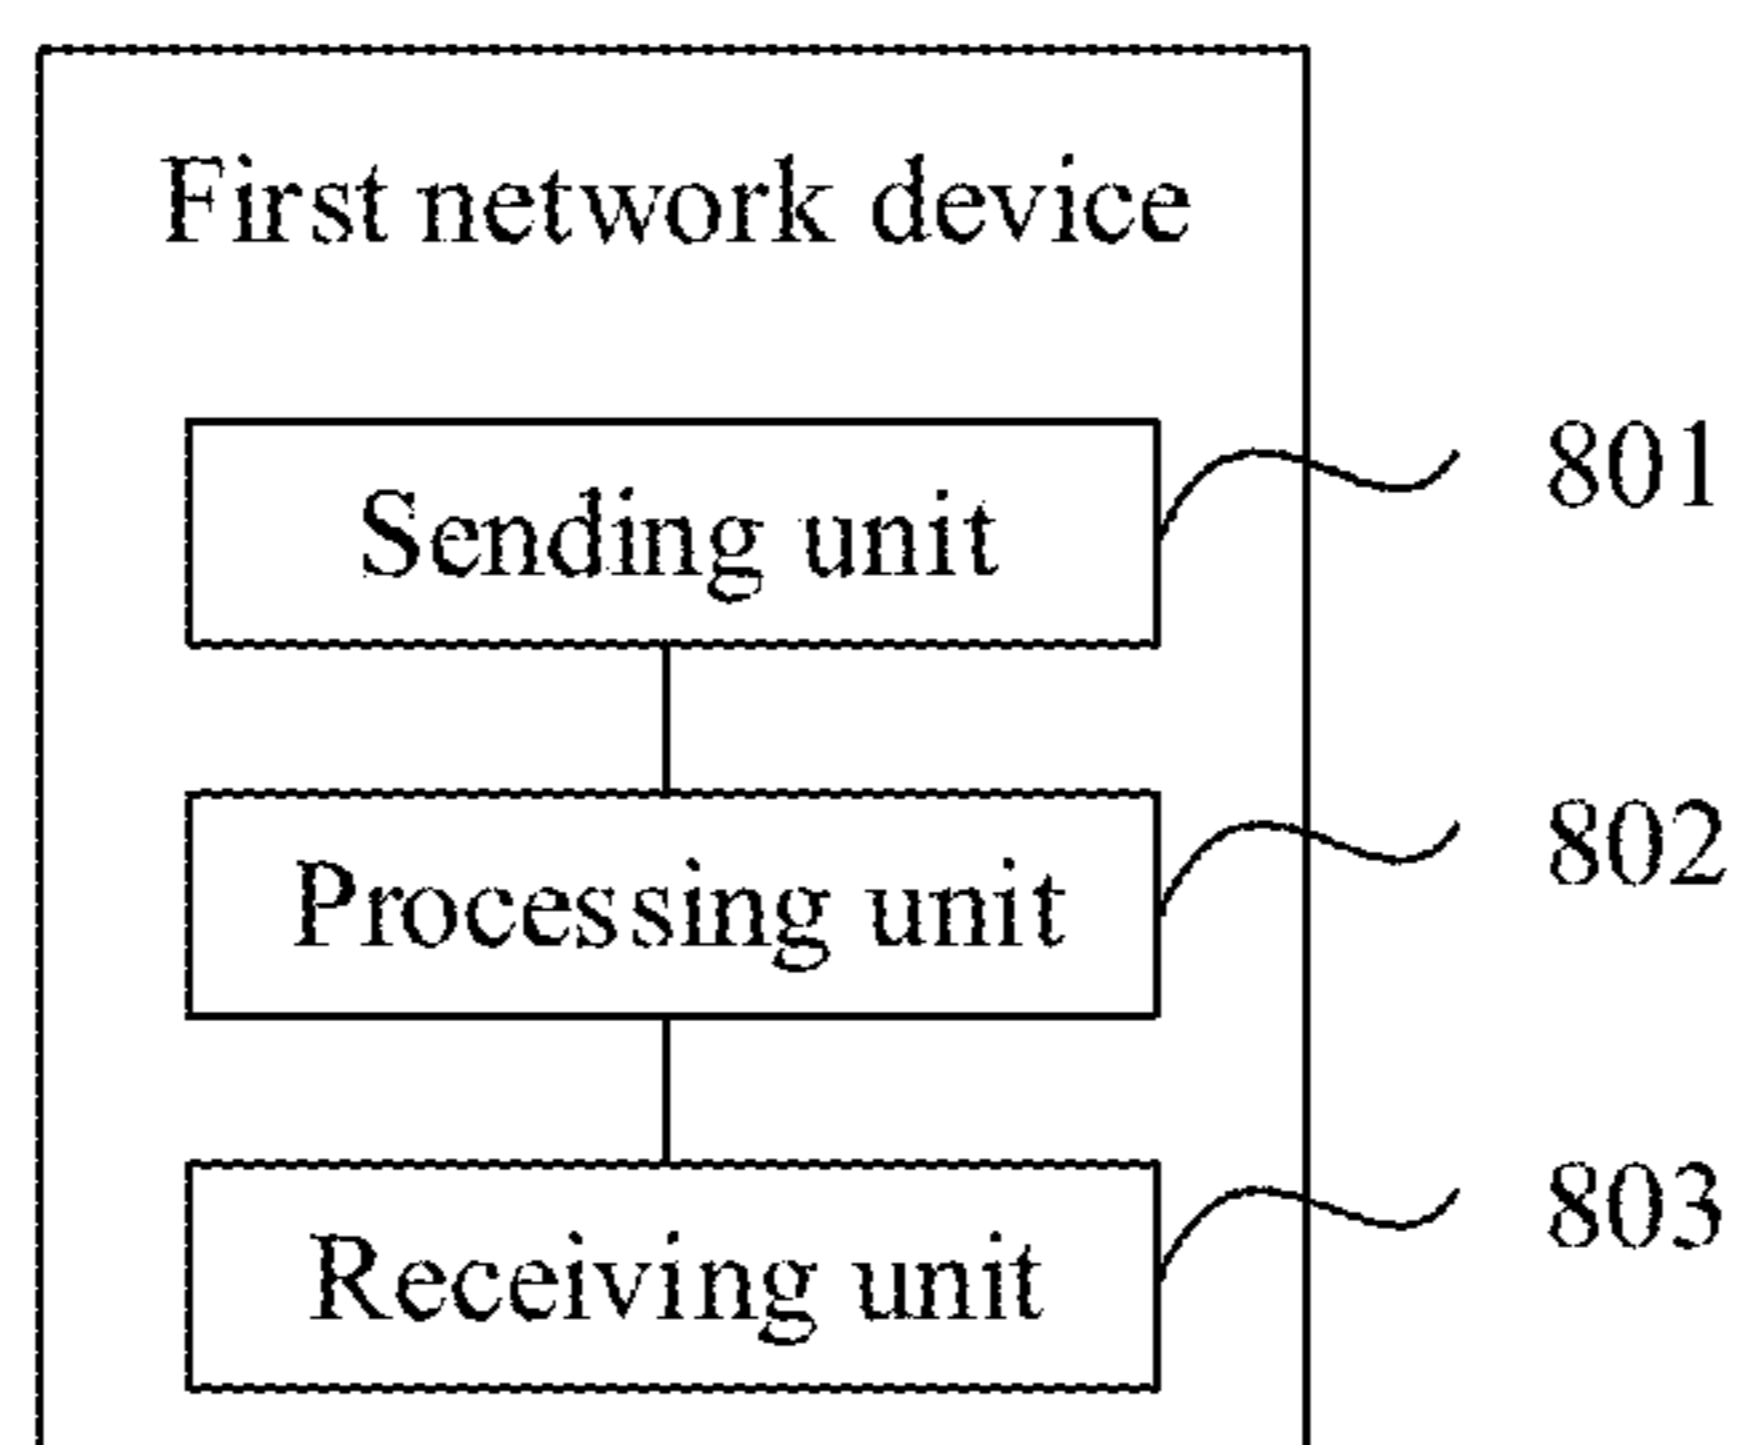 First network device
Sending unit
801
Processing unit
802
Receiving unit
803